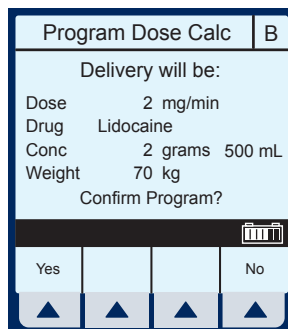 Program Dose Calc B
Delivery will be:
Dose 2 mg/min
Drug Lidocaine
Conc 2 grams 500 mL
Weight 70 kg
Confirm Program?
Yes No